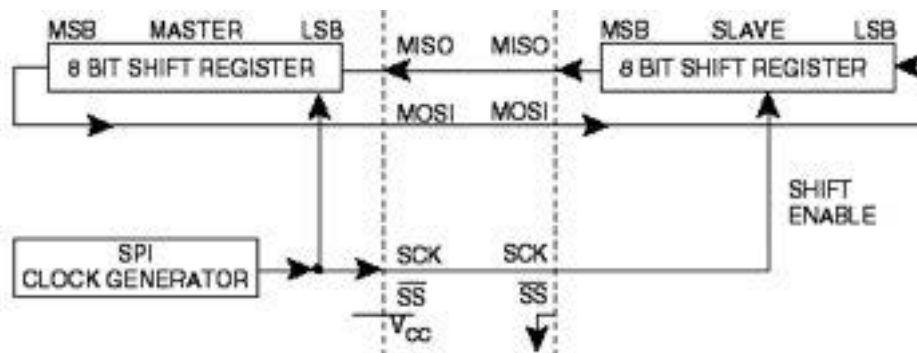 MSB MASTER LSB
8 BIT SHIFT REGISTER
MISO MISO
MSB SLAVE LSB
8 BIT SHIFT REGISTER
MOSI MOSI
SHIFT
ENABLE
SPI
CLOCK GENERATOR
SCK SCK
SS SS
VCC